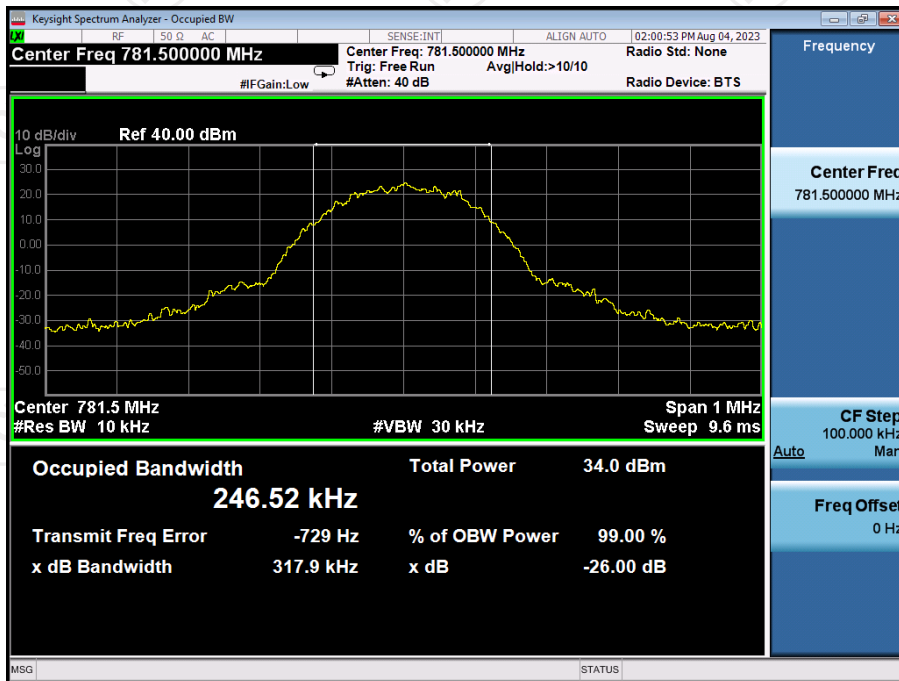 Keysight Spectrum Analyzer - Occupied BW
LXI RF 50 Ω AC SENSE:INT ALIGN AUTO 02:00:53 PM Aug 04, 2023
Center Freq 781.500000 MHz
Center Freq: 781.500000 MHz Radio Std: None
Trig: Free Run Avg|Hold:>10/10
#IFGain:Low #Atten: 40 dB Radio Device: BTS
10 dB/div Ref 40.00 dBm
Log
30.0
20.0
10.0
0.00
-10.0
-20.0
-30.0
-40.0
-50.0
Center 781.5 MHz Span 1 MHz
#Res BW 10 kHz #VBW 30 kHz Sweep 9.6 ms
Occupied Bandwidth Total Power 34.0 dBm
246.52 kHz
Transmit Freq Error -729 Hz % of OBW Power 99.00 %
x dB Bandwidth 317.9 kHz x dB -26.00 dB
MSG STATUS
Frequency
Center Freq
781.500000 MHz
CF Step
100.000 kHz
Auto Man
Freq Offset
0 Hz